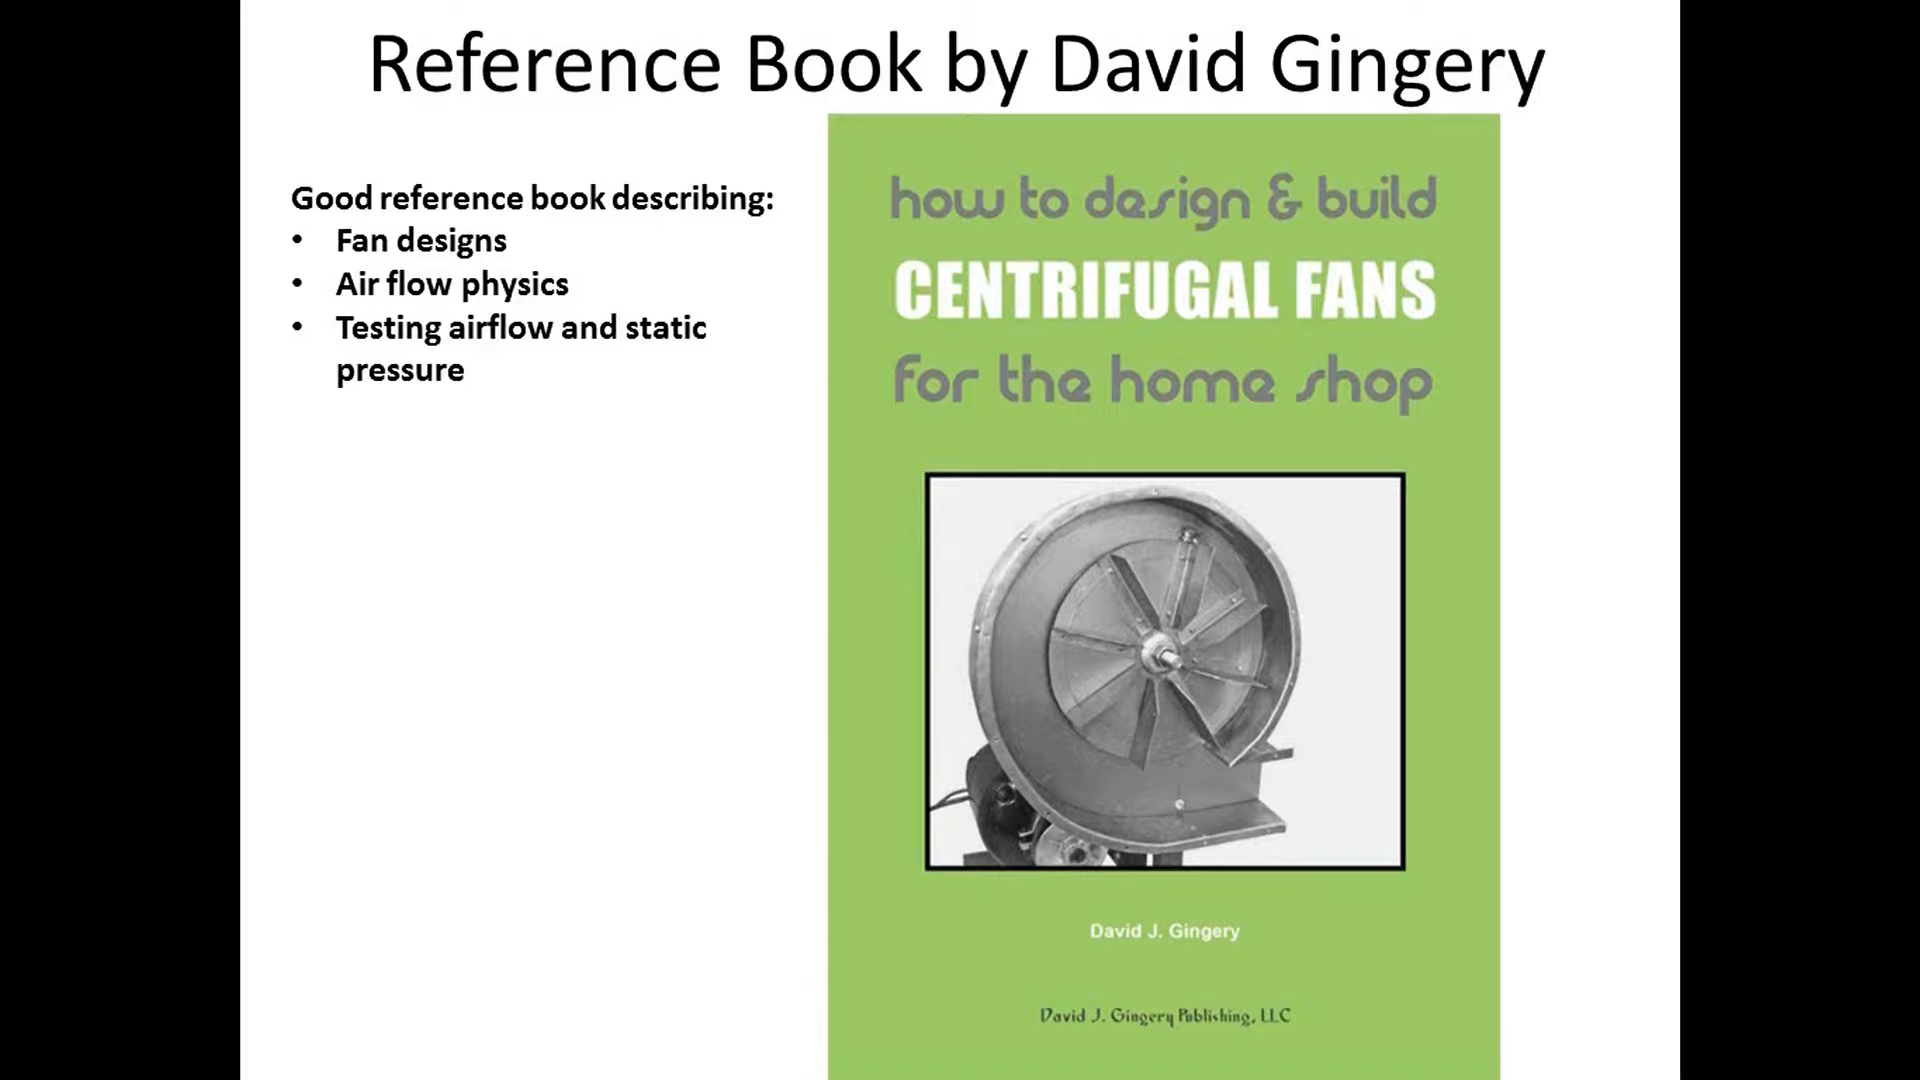 Reference Book by David Gingery
Good reference book describing:
• Fan designs
• Air flow physics
• Testing airflow and static
pressure
how to design & build
CENTRIFUGAL FANS
for the home shop
David J. Gingery
David J. Gingery Publishing, LLC